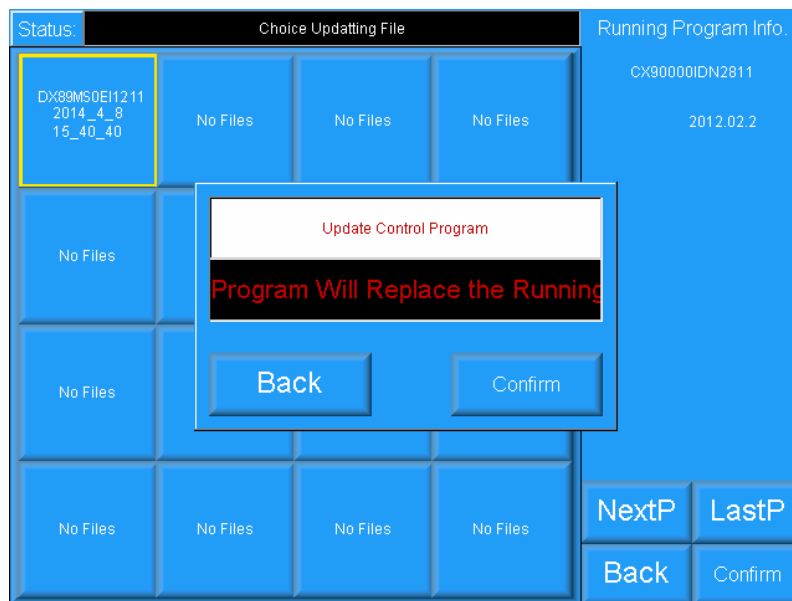 Status:
Choice Updatting File
Running Program Info.
CX90000IDN2811
2012.02.2
DX89MS0EI1211
2014_4_8
15_40_40
No Files
No Files
No Files
Update Control Program
Program Will Replace the Runnin
Back
Confirm
No Files
No Files
No Files
No Files
No Files
No Files
NextP
LastP
Back
Confirm